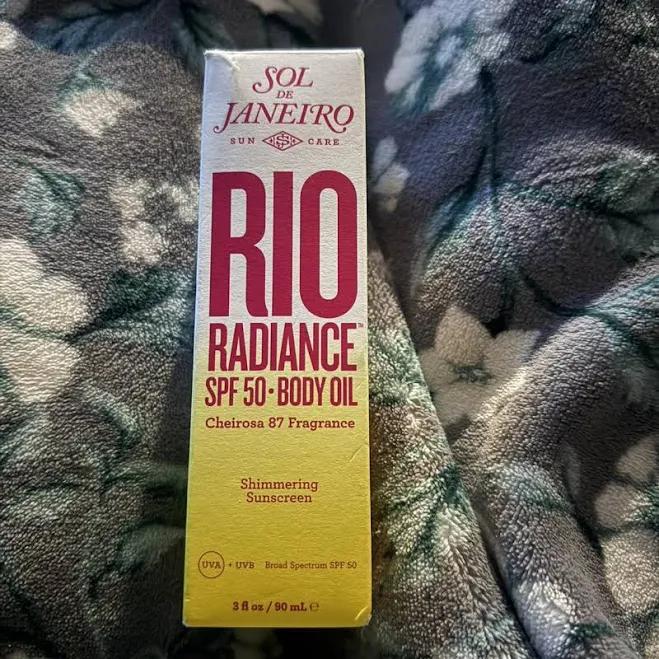 SOL
DE
JANEIRO
SUN CARE
RIO
RADIANCE™
SPF 50 • BODY OIL
Cheirosa 87 Fragrance
Shimmering
Sunscreen
UVA + UVB Broad Spectrum SPF 50
3 fl oz / 90 mL ℮